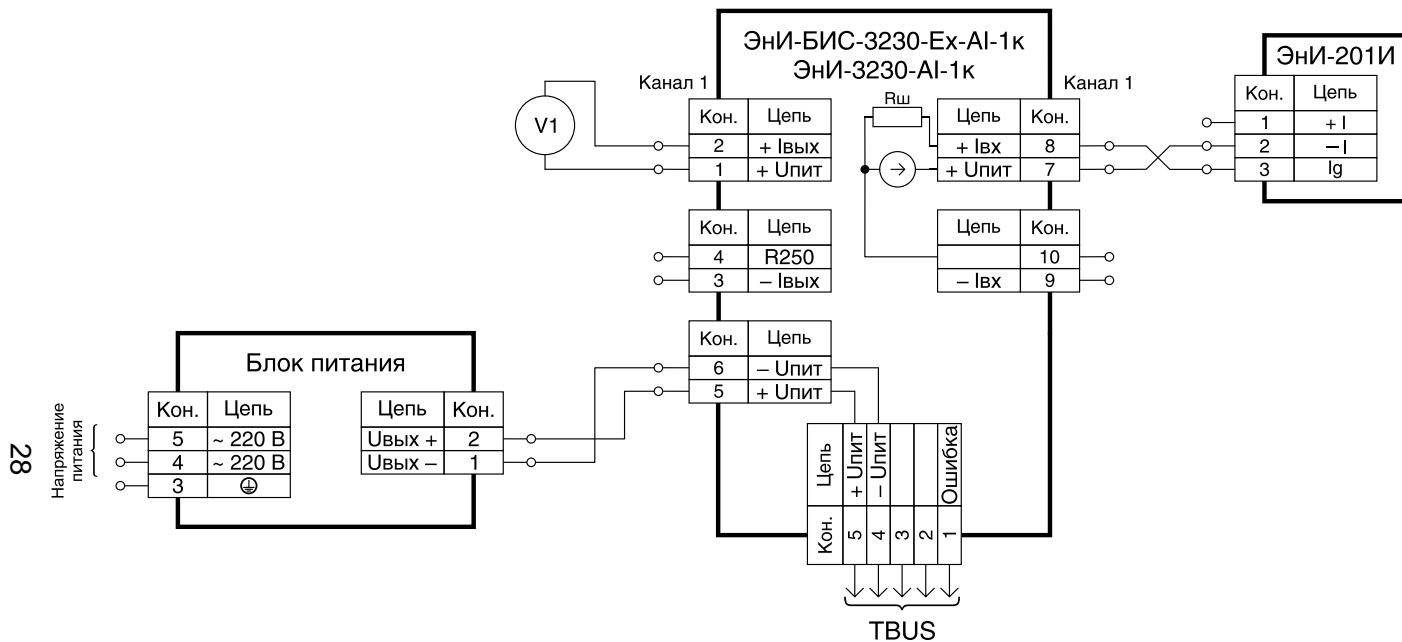 ЭнИ-БИС-3230-Ex-AI-1к
ЭнИ-3230-AI-1к
ЭнИ-201И
Канал 1
Канал 1
V1
Rш
Кон. Цепь
2 + Iвых
1 + Uпит
Цепь Кон.
+ Iвх 8
+ Uпит 7
Кон. Цепь
1 + I
2 – I
3 Ig
Кон. Цепь
4 R250
3 – Iвых
Цепь Кон.
10
– Iвх 9
Кон. Цепь
6 – Uпит
5 + Uпит
Блок питания
Напряжение
питания
Кон. Цепь
5 ~ 220 В
4 ~ 220 В
3
Цепь Кон.
Uвых + 2
Uвых – 1
Цепь + Uпит – Uпит Ошибка
Кон. 5 4 3 2 1
TBUS
28